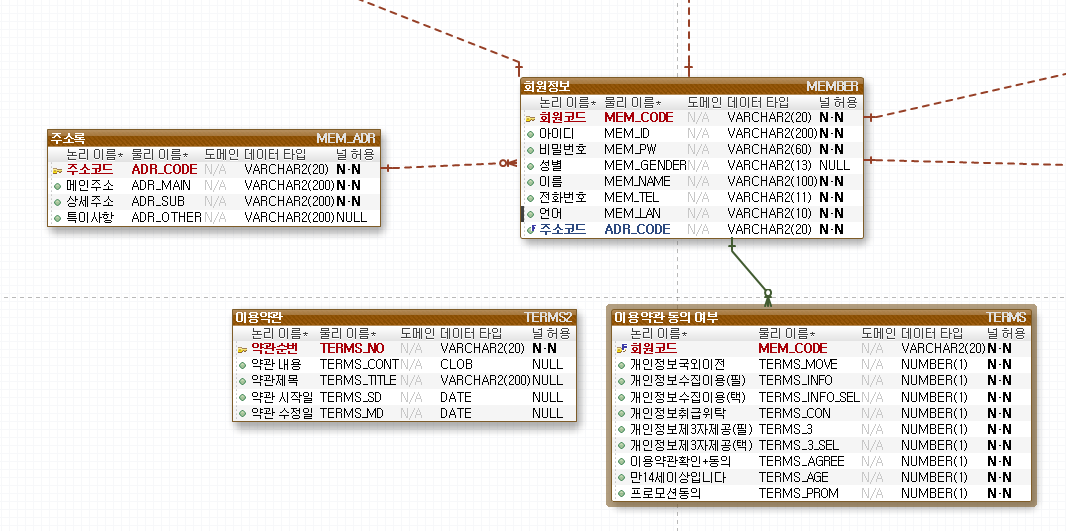 회원정보 MEMBER
논리 이름* 물리 이름* 도메인 데이터 타입 널 허용
회원코드 MEM_CODE N/A VARCHAR2(20) N-N
아이디 MEM_ID N/A VARCHAR2(200) N-N
비밀번호 MEM_PW N/A VARCHAR2(60) N-N
성별 MEM_GENDER N/A VARCHAR2(13) NULL
이름 MEM_NAME N/A VARCHAR2(100) N-N
전화번호 MEM_TEL N/A VARCHAR2(11) N-N
언어 MEM_LAN N/A VARCHAR2(10) N-N
주소코드 ADR_CODE N/A VARCHAR2(20) N-N
주소록 MEM_ADR
논리 이름* 물리 이름* 도메인 데이터 타입 널 허용
주소코드 ADR_CODE N/A VARCHAR2(20) N-N
메인주소 ADR_MAIN N/A VARCHAR2(200) N-N
상세주소 ADR_SUB N/A VARCHAR2(200) N-N
특이사항 ADR_OTHER N/A VARCHAR2(200) NULL
이용약관 TERMS2
논리 이름* 물리 이름* 도메인 데이터 타입 널 허용
약관순번 TERMS_NO N/A VARCHAR2(20) N-N
약관 내용 TERMS_CONT N/A CLOB NULL
약관제목 TERMS_TITLE N/A VARCHAR2(200) NULL
약관 시작일 TERMS_SD N/A DATE NULL
약관 수정일 TERMS_MD N/A DATE NULL
이용약관 동의 여부 TERMS
논리 이름* 물리 이름* 도메인 데이터 타입 널 허용
회원코드 MEM_CODE N/A VARCHAR2(20) N-N
개인정보국외이전 TERMS_MOVE N/A NUMBER(1) N-N
개인정보수집이용(필) TERMS_INFO N/A NUMBER(1) N-N
개인정보수집이용(택) TERMS_INFO_SEL N/A NUMBER(1) N-N
개인정보취급위탁 TERMS_CON N/A NUMBER(1) N-N
개인정보제3자제공(필) TERMS_3 N/A NUMBER(1) N-N
개인정보제3자제공(택) TERMS_3_SEL N/A NUMBER(1) N-N
이용약관확인+동의 TERMS_AGREE N/A NUMBER(1) N-N
만14세이상입니다 TERMS_AGE N/A NUMBER(1) N-N
프로모션동의 TERMS_PROM N/A NUMBER(1) N-N